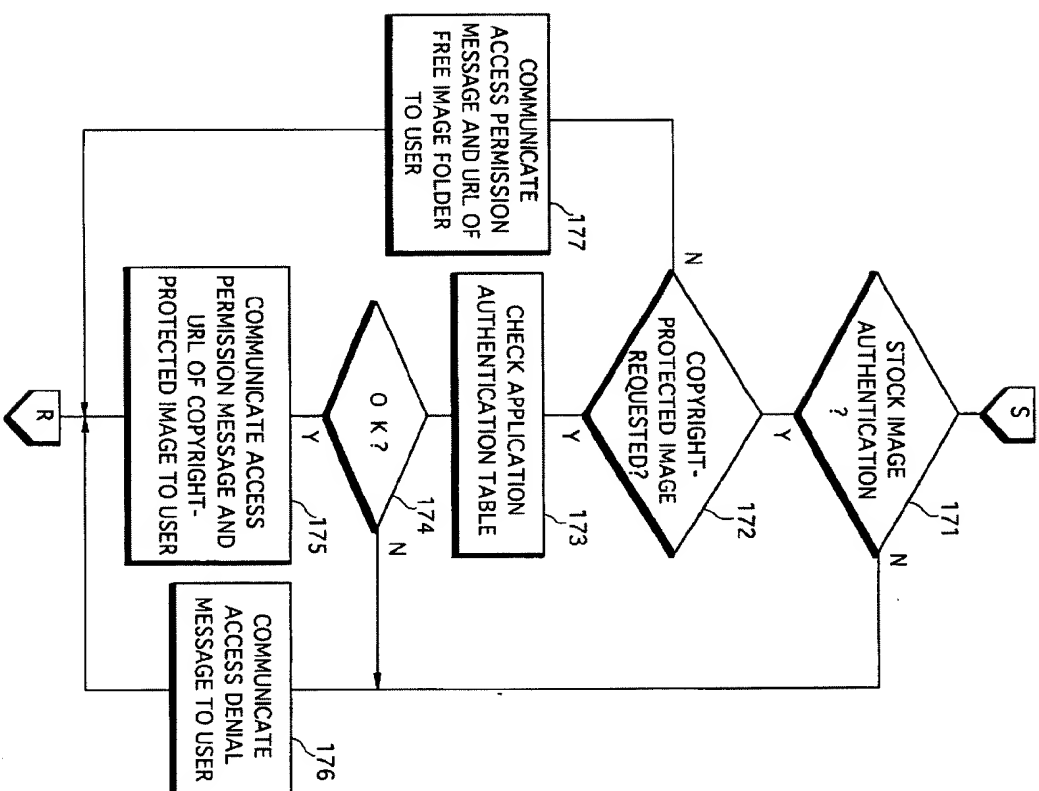 S
STOCK IMAGE
AUTHENTICATION
?
171
N
Y
COPYRIGHT-
PROTECTED IMAGE
REQUESTED?
172
N
Y
CHECK APPLICATION
AUTHENTICATION TABLE
173
O K ?
174
N
Y
COMMUNICATE
ACCESS PERMISSION
MESSAGE AND URL OF
FREE IMAGE FOLDER
TO USER
177
COMMUNICATE ACCESS
PERMISSION MESSAGE AND
URL OF COPYRIGHT-
PROTECTED IMAGE TO USER
175
COMMUNICATE
ACCESS DENIAL
MESSAGE TO USER
176
R